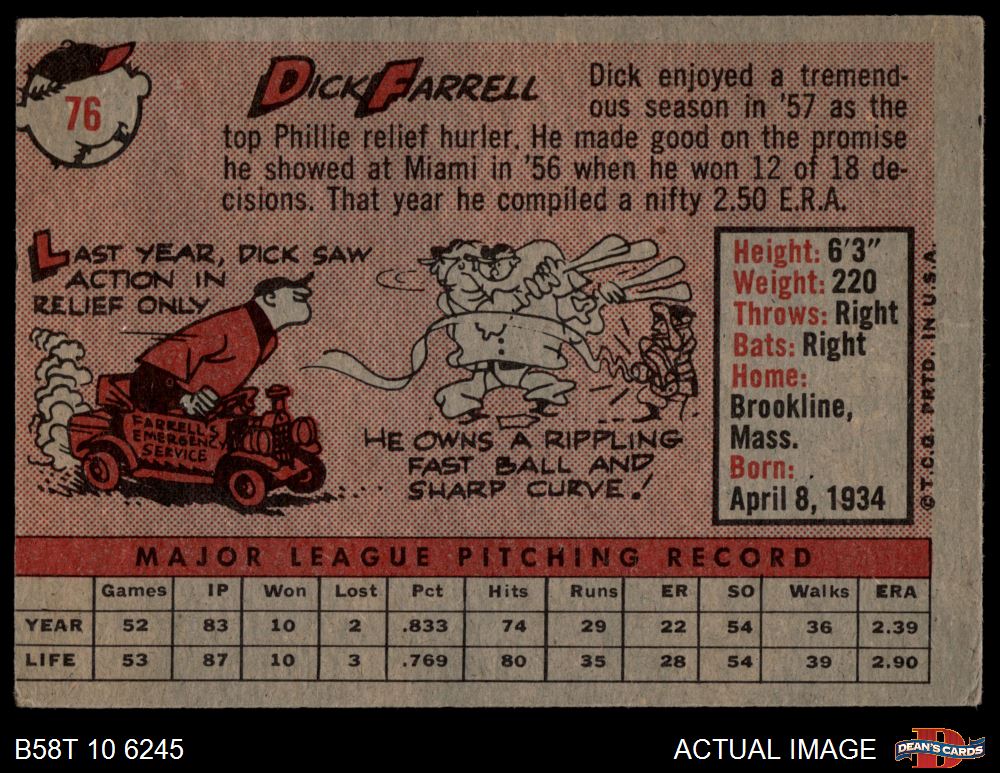 76
DICK FARRELL
Dick enjoyed a tremend-
ous season in '57 as the
top Phillie relief hurler. He made good on the promise
he showed at Miami in '56 when he won 12 of 18 de-
cisions. That year he compiled a nifty 2.50 E.R.A.
LAST YEAR, DICK SAW
ACTION IN
RELIEF ONLY
FARRELL'S
EMERGENCY
SERVICE
HE OWNS A RIPPLING
FAST BALL AND
SHARP CURVE!
Height: 6'3"
Weight: 220
Throws: Right
Bats: Right
Home:
Brookline,
Mass.
Born:
April 8, 1934
© T.C.G. PRTD. IN U.S.A.
MAJOR LEAGUE PITCHING RECORD
Games IP Won Lost Pct Hits Runs ER SO Walks ERA
YEAR 52 83 10 2 .833 74 29 22 54 36 2.39
LIFE 53 87 10 3 .769 80 35 28 54 39 2.90
B58T 10 6245
ACTUAL IMAGE
D
DEAN'S CARDS